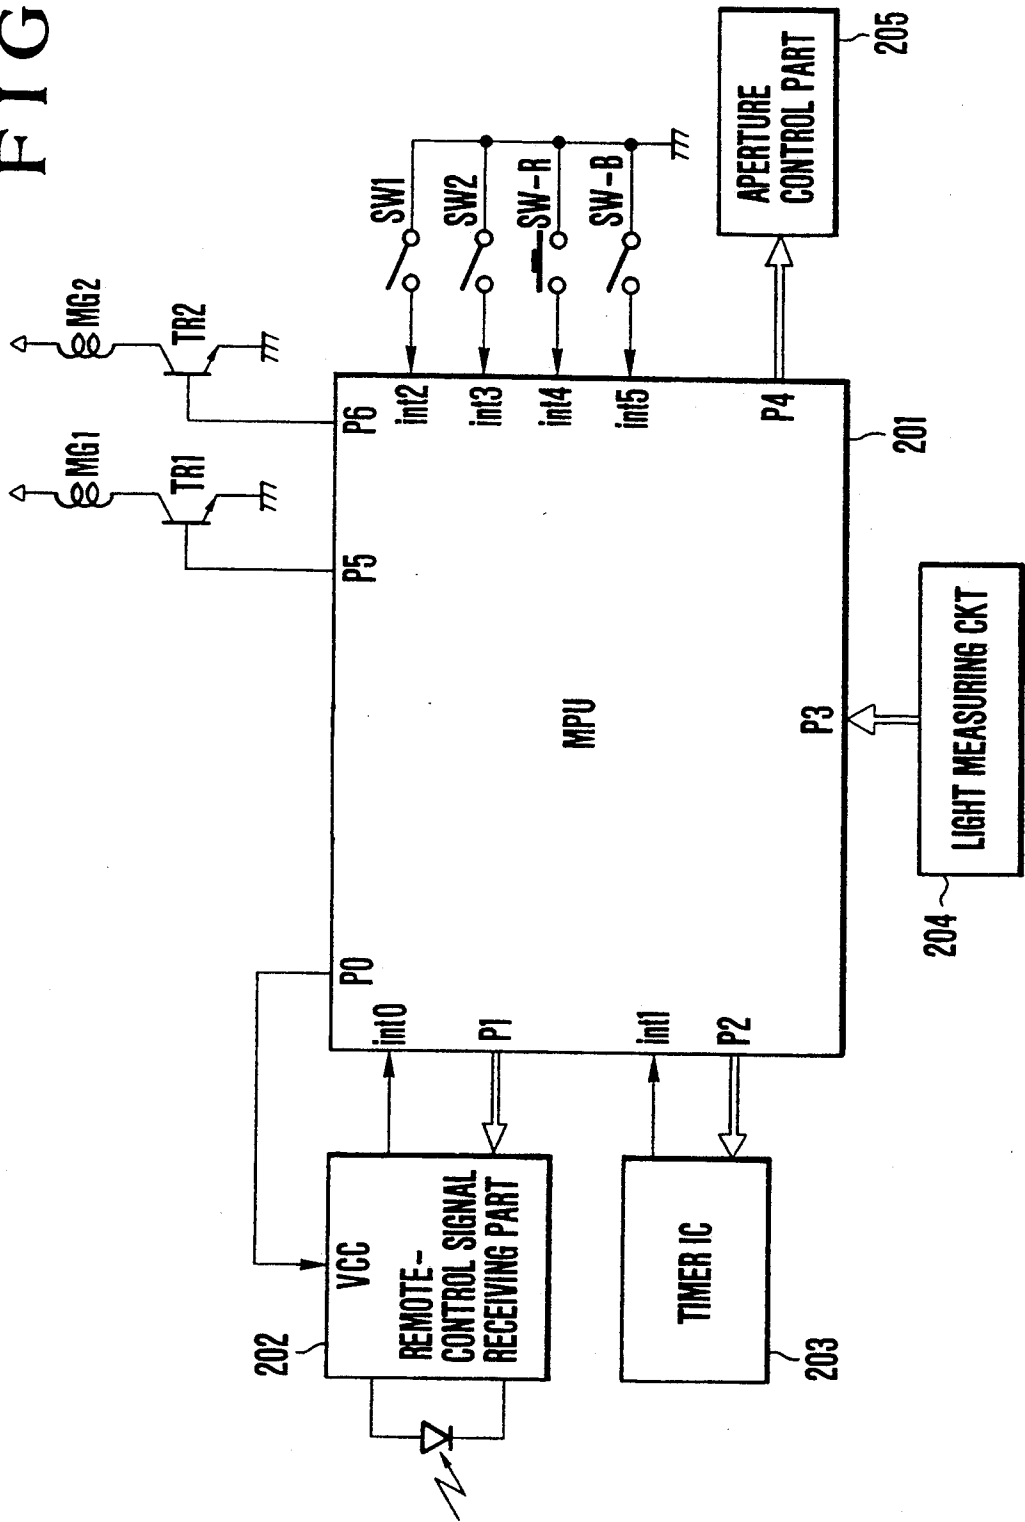 FIG
MG1
MG2
TR1
TR2
P0
P5
P6
VCC
REMOTE-
CONTROL SIGNAL
RECEIVING PART
202
int0
P1
int1
P2
TIMER IC
203
MPU
int2
int3
int4
int5
P4
P3
201
SW1
SW2
SW-R
SW-B
APERTURE
CONTROL PART
205
LIGHT MEASURING CKT
204